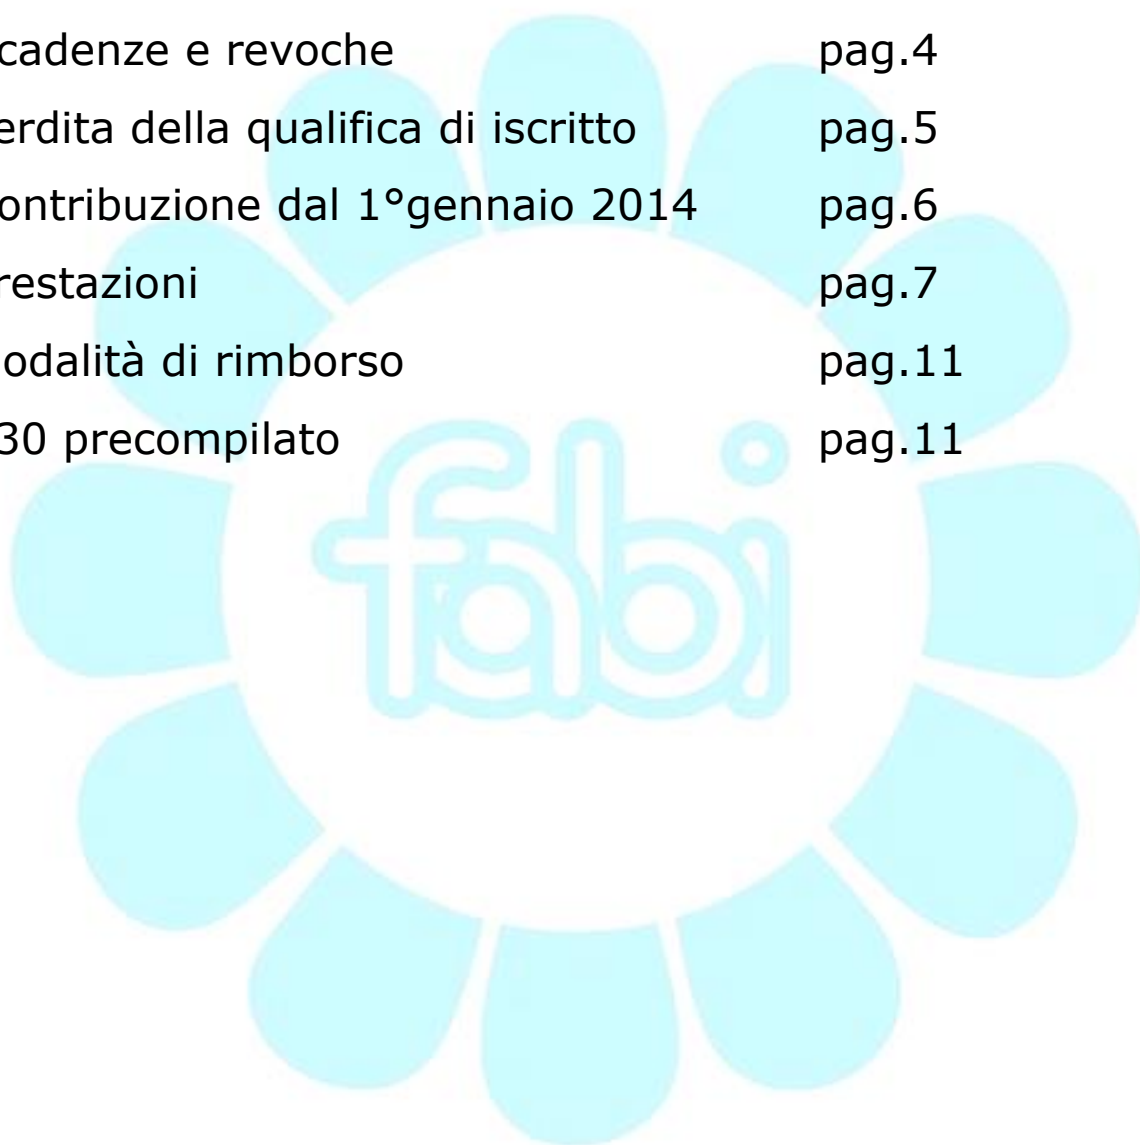 cadenze e revoche pag.4
erdita della qualifica di iscritto pag.5
ontribuzione dal 1°gennaio 2014 pag.6
restazioni pag.7
odalità di rimborso pag.11
30 precompilato pag.11
fabi